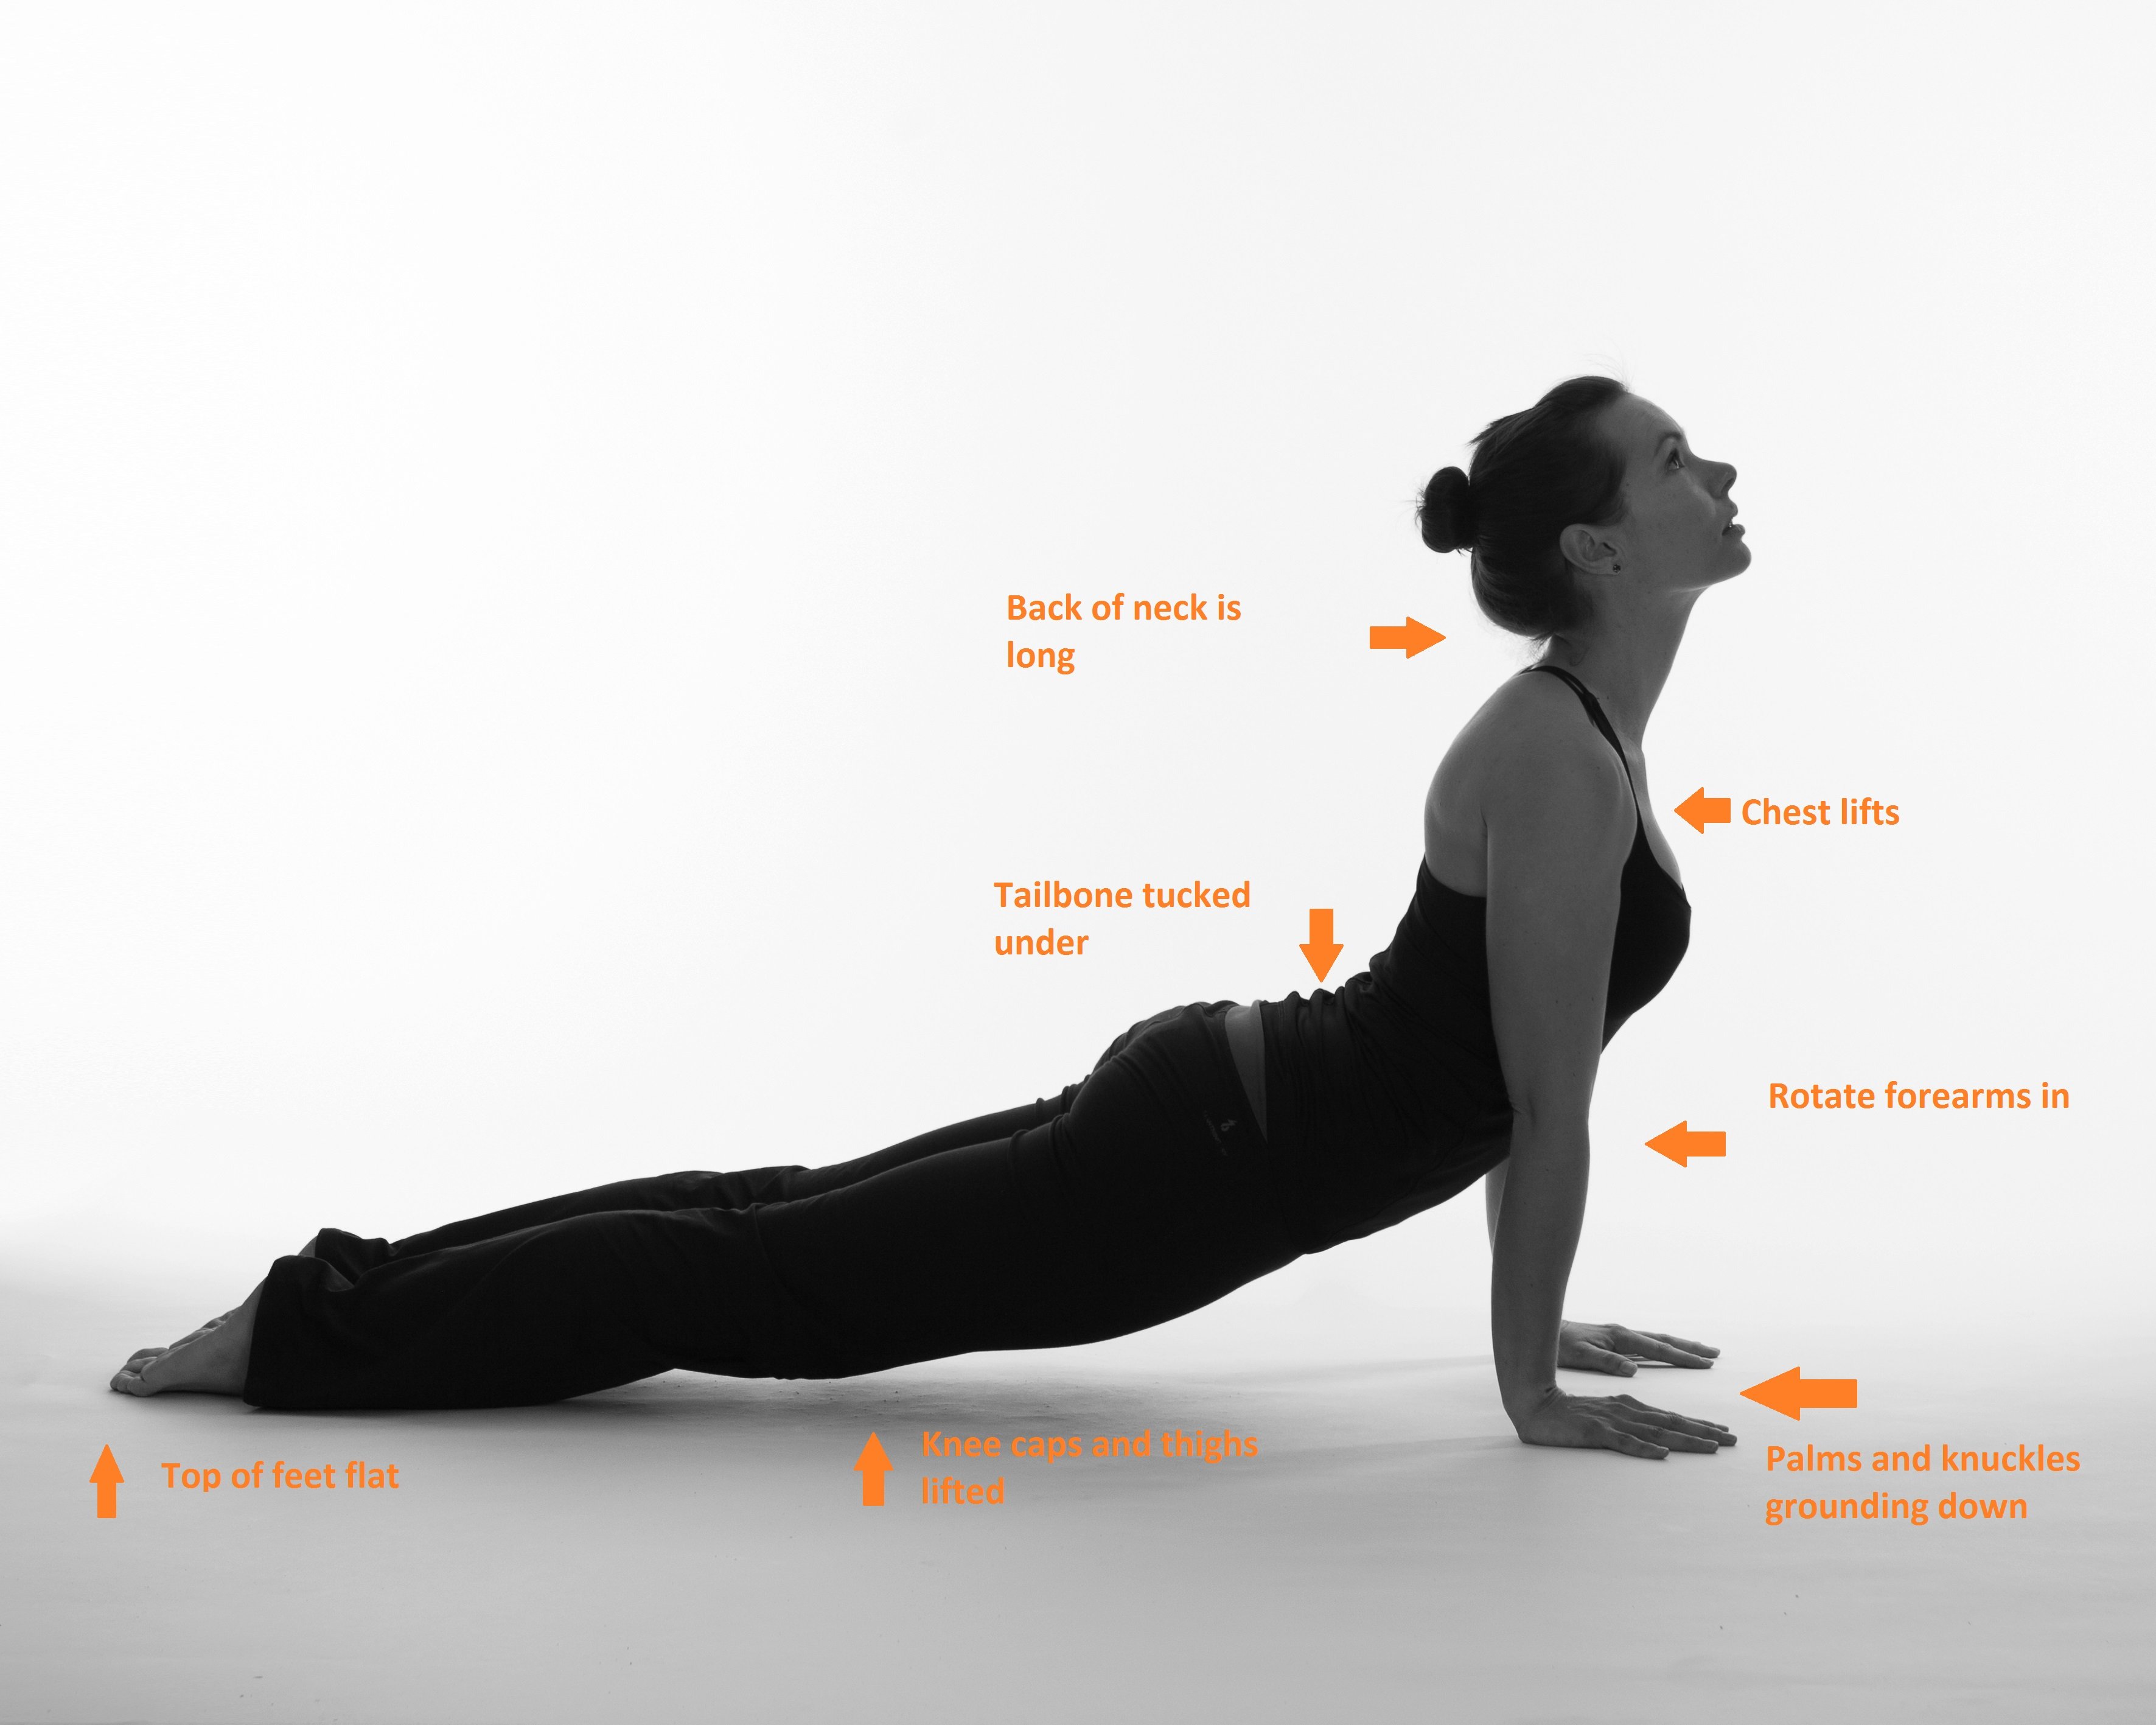 Back of neck is
long
Chest lifts
Tailbone tucked
under
Rotate forearms in
Knee caps and thighs
lifted
Top of feet flat
Palms and knuckles
grounding down